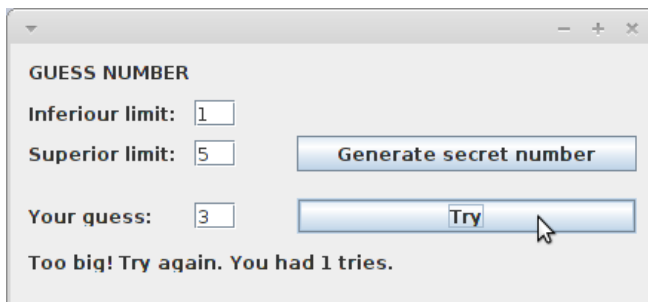 GUESS NUMBER
Inferiour limit: 1
Superior limit: 5 Generate secret number
Your guess: 3 Try
Too big! Try again. You had 1 tries.